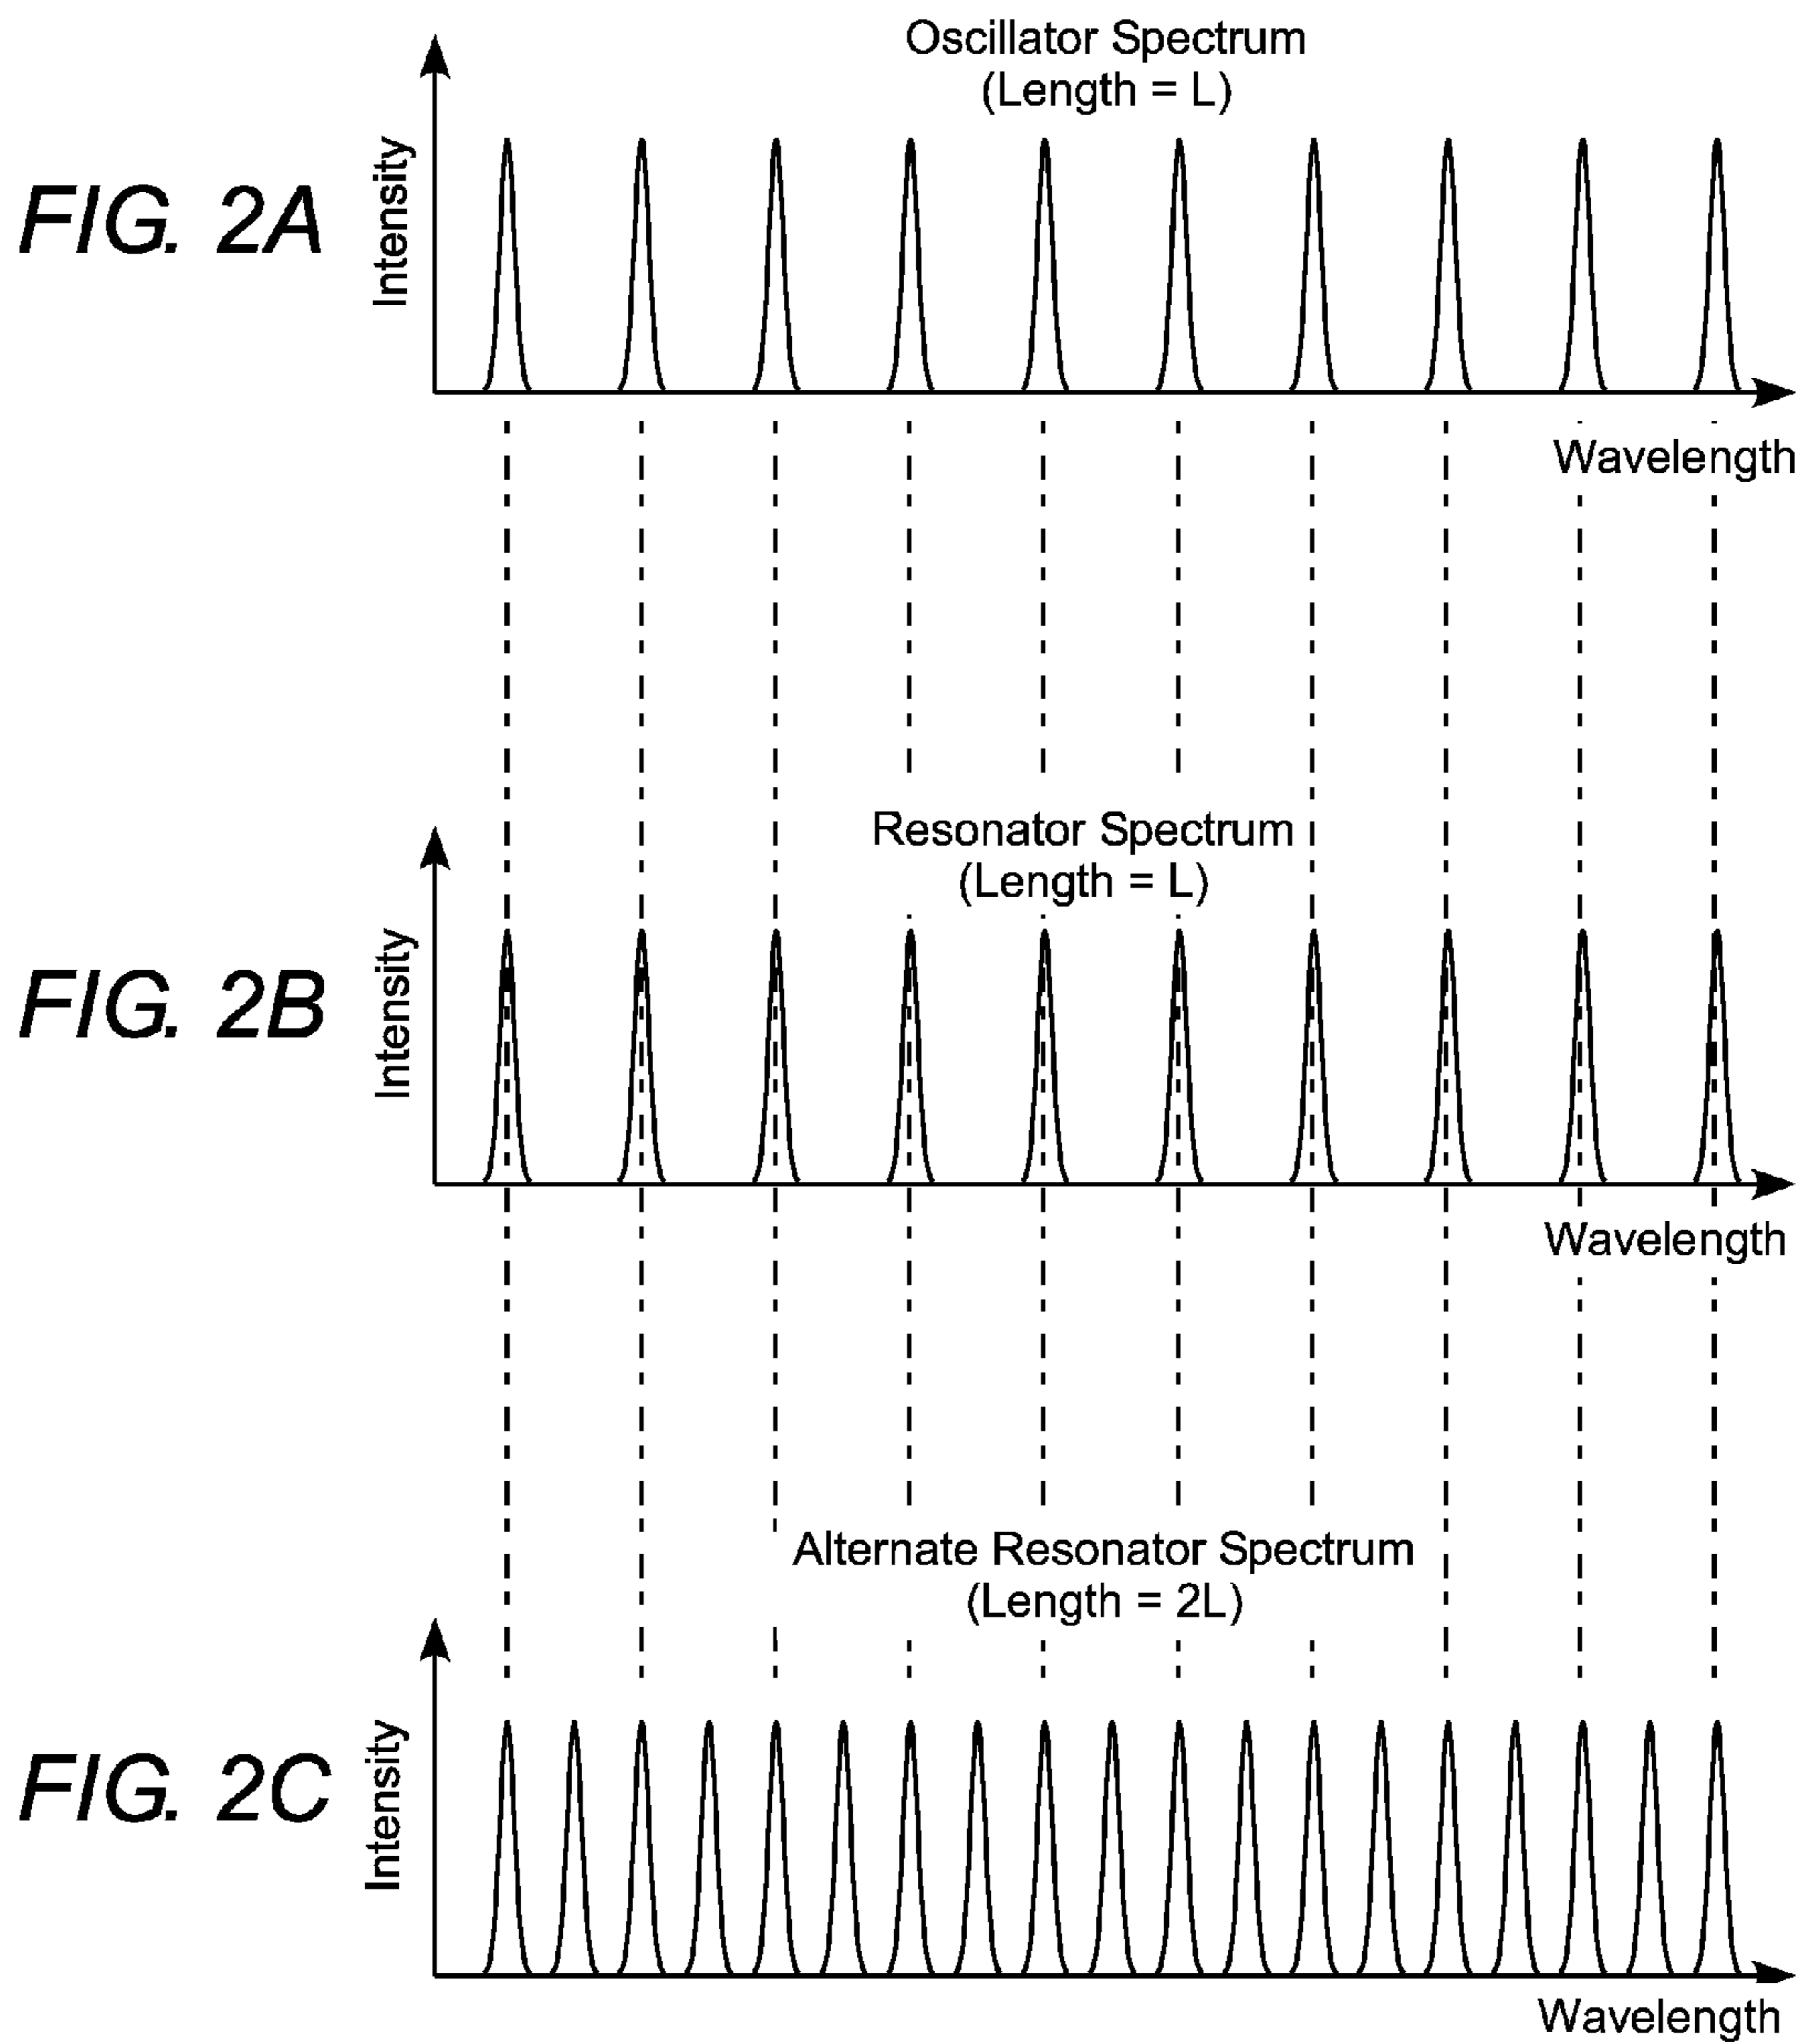 Oscillator Spectrum
(Length = L)
FIG. 2A
Intensity
Wavelength
Resonator Spectrum
(Length = L)
FIG. 2B
Intensity
Wavelength
Alternate Resonator Spectrum
(Length = 2L)
FIG. 2C
Intensity
Wavelength